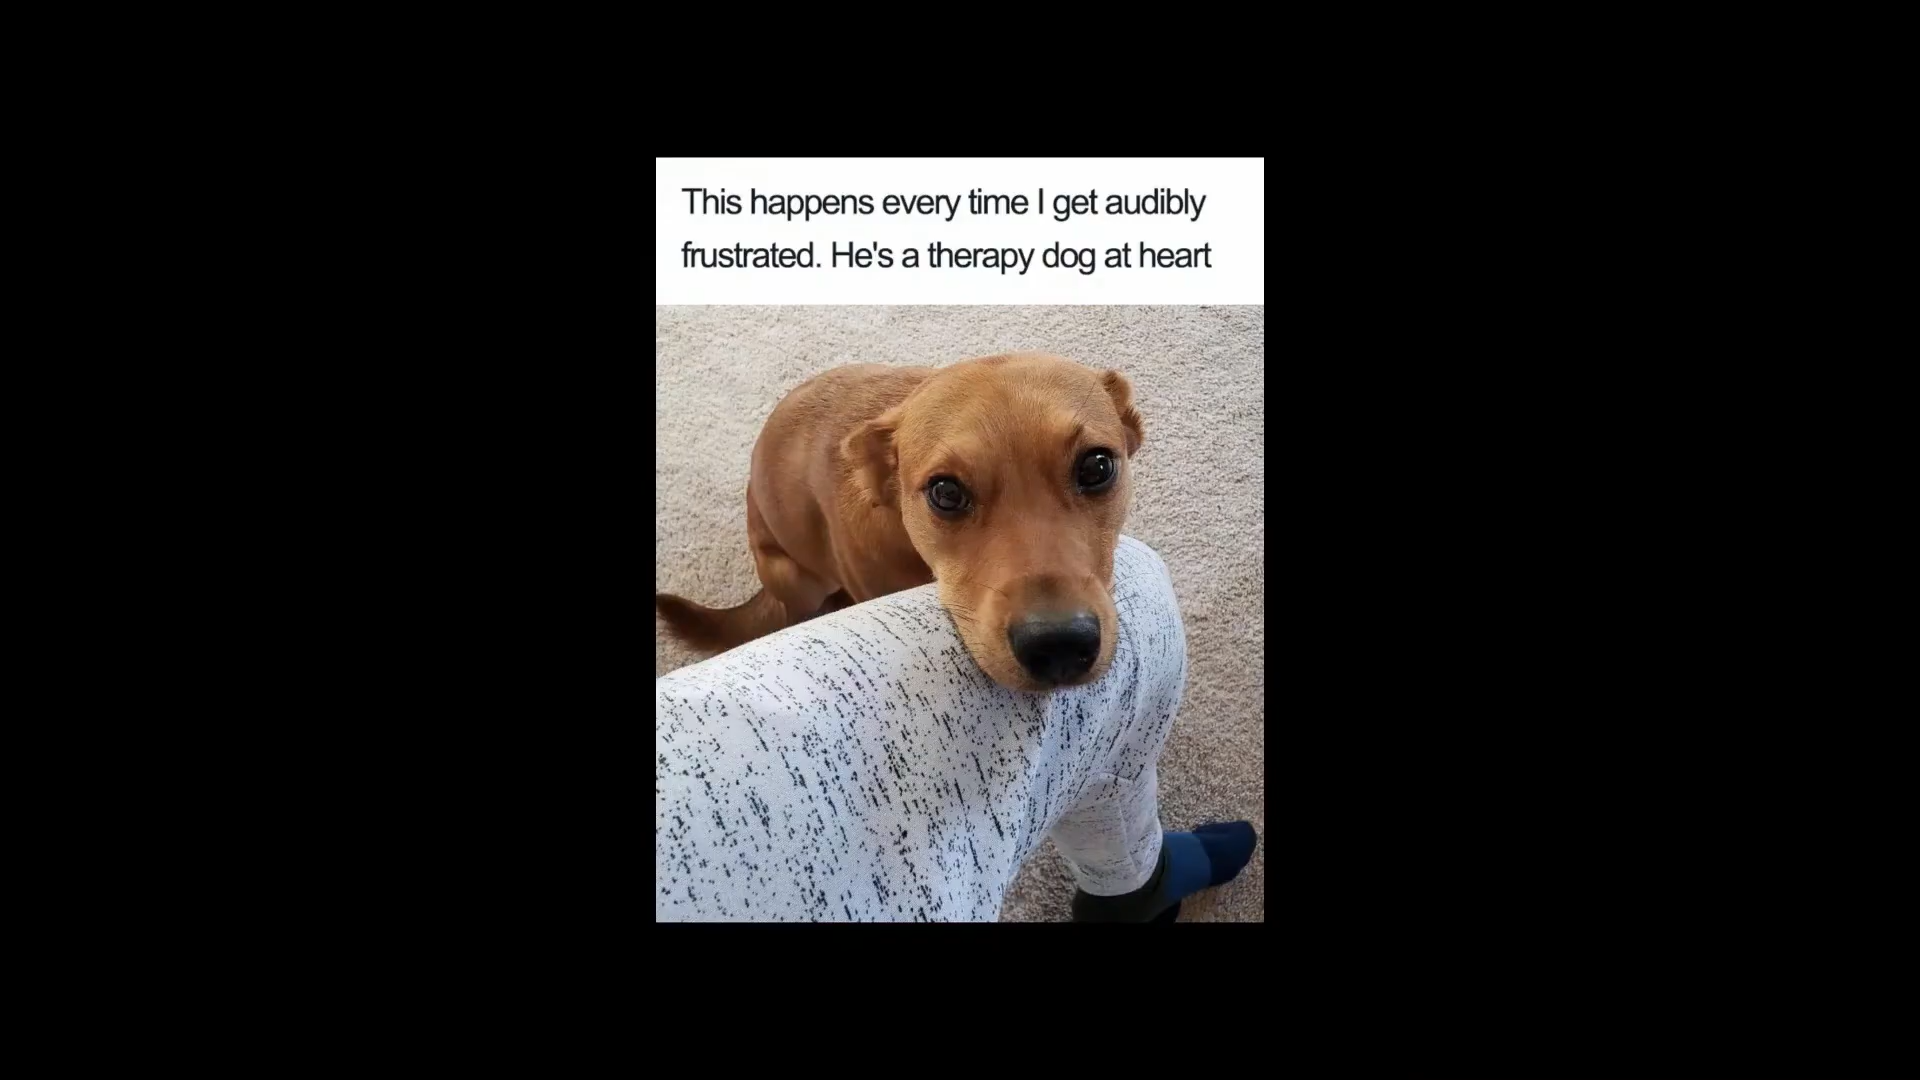 This happens every time I get audibly
frustrated. He's a therapy dog at heart